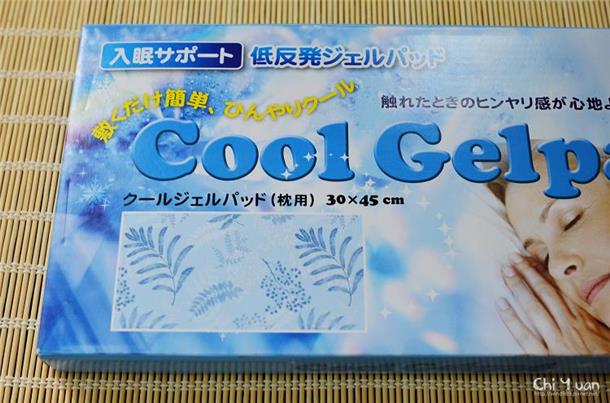 入眠サポート 低反発ジェルパッド
敷くだけ簡単、ひんやりクール
触れたときのヒンヤリ感が心地よ
Cool Gelpa
クールジェルパッド(枕用) 30×45 cm
Chi Yuan